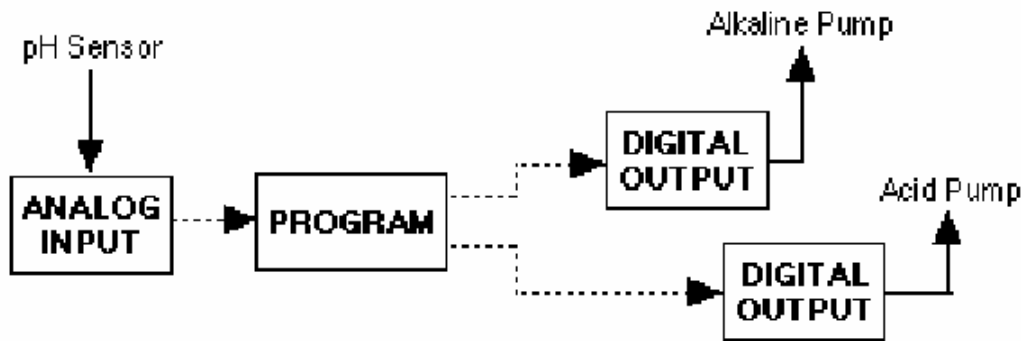 Alkaline Pump
pH Sensor
DIGITAL
OUTPUT
Acid Pump
ANALOG
INPUT
PROGRAM
DIGITAL
OUTPUT